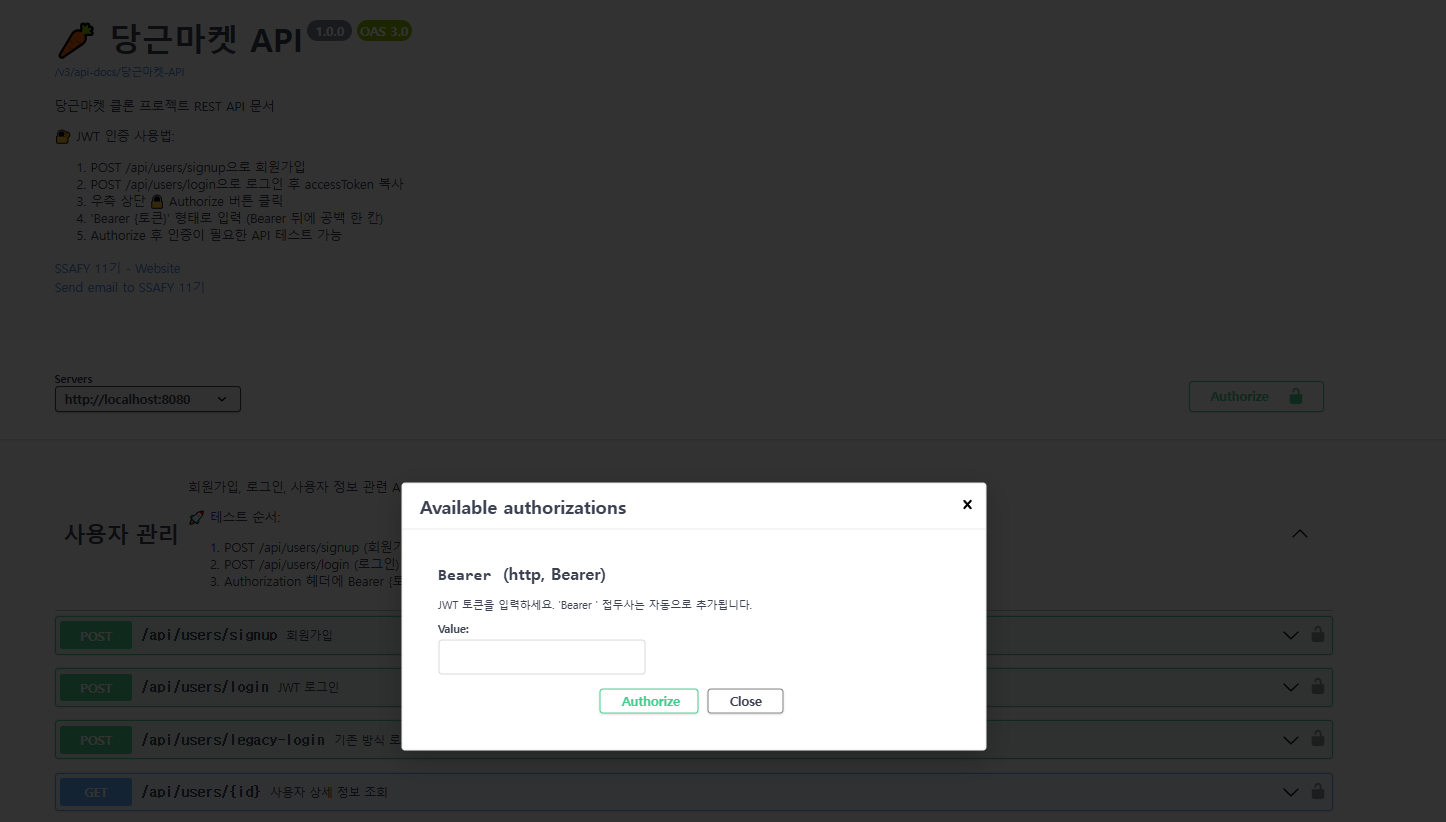 당근마켓 API 1.0.0 OAS 3.0
/v3/api-docs/당근마켓-API
당근마켓 클론 프로젝트 REST API 문서
JWT 인증 사용법:
1. POST /api/users/signup으로 회원가입
2. POST /api/users/login으로 로그인 후 accessToken 복사
3. 우측 상단 Authorize 버튼 클릭
4. 'Bearer {토큰}' 형태로 입력 (Bearer 뒤에 공백 한 칸)
5. Authorize 후 인증이 필요한 API 테스트 가능
SSAFY 11기 - Website
Send email to SSAFY 11기
Servers
http://localhost:8080
Authorize
사용자 관리
회원가입, 로그인, 사용자 정보 관련 A
테스트 순서:
1. POST /api/users/signup (회원가
2. POST /api/users/login (로그인)
3. Authorization 헤더에 Bearer {토
Available authorizations
Bearer (http, Bearer)
JWT 토큰을 입력하세요. 'Bearer ' 접두사는 자동으로 추가됩니다.
Value:
Authorize Close
POST /api/users/signup 회원가입
POST /api/users/login JWT 로그인
POST /api/users/legacy-login 기존 방식 로
GET /api/users/{id} 사용자 상세 정보 조회